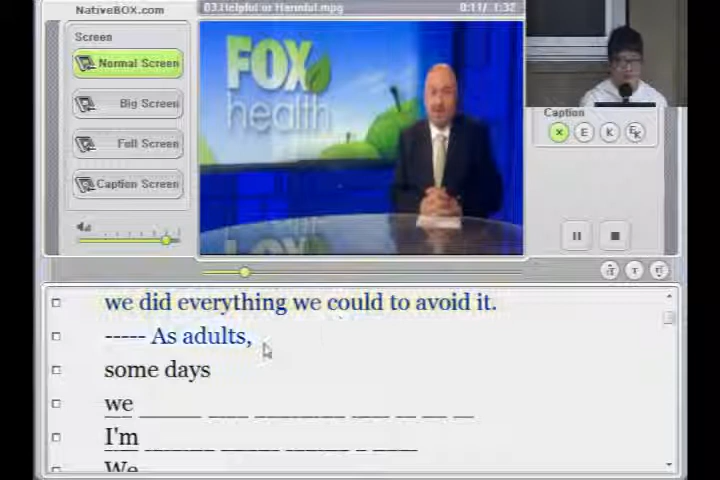 NativeBOX.com
03.Helpful or Harmful.mpg
0:11 / 1:32
Screen
Normal Screen
Big Screen
Full Screen
Caption Screen
FOX
health
Caption
X
E
K
we did everything we could to avoid it.
----- As adults,
some days
we
I'm
We